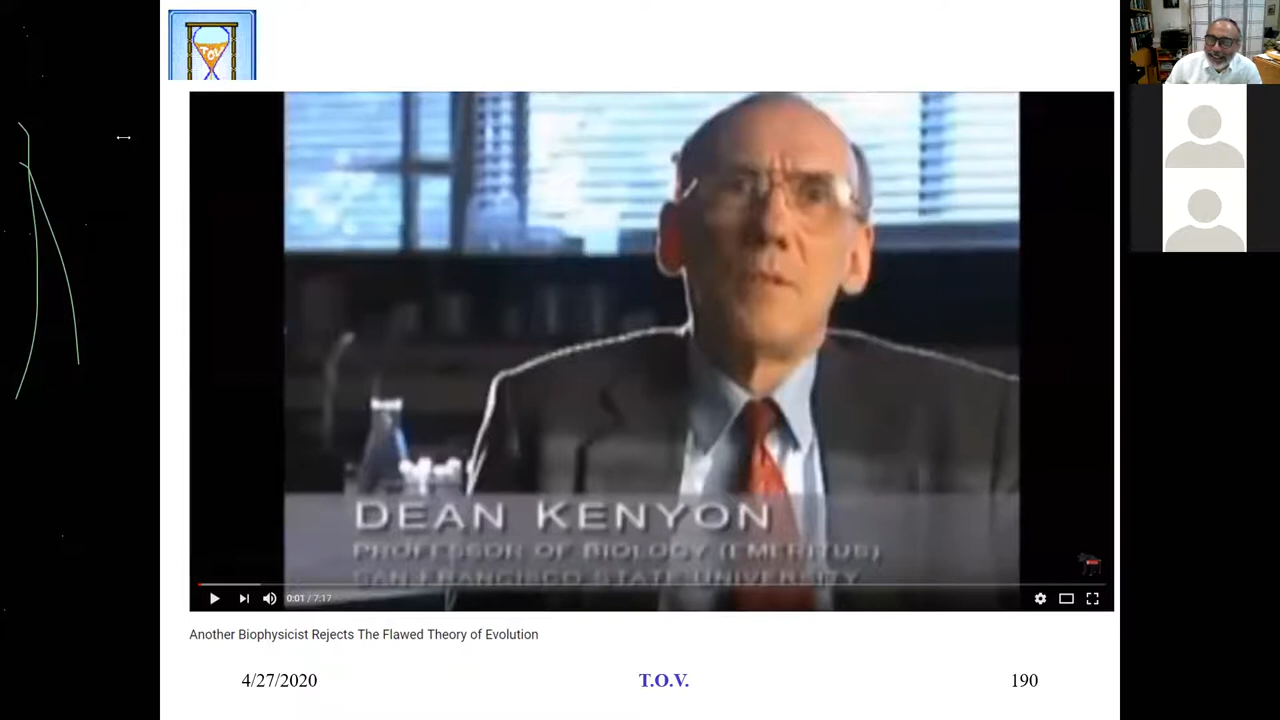 TOV
DEAN KENYON
PROFESSOR OF BIOLOGY (EMERITUS)
SAN FRANCISCO STATE UNIVERSITY
0:01 / 7:17
Another Biophysicist Rejects The Flawed Theory of Evolution
4/27/2020
T.O.V.
190